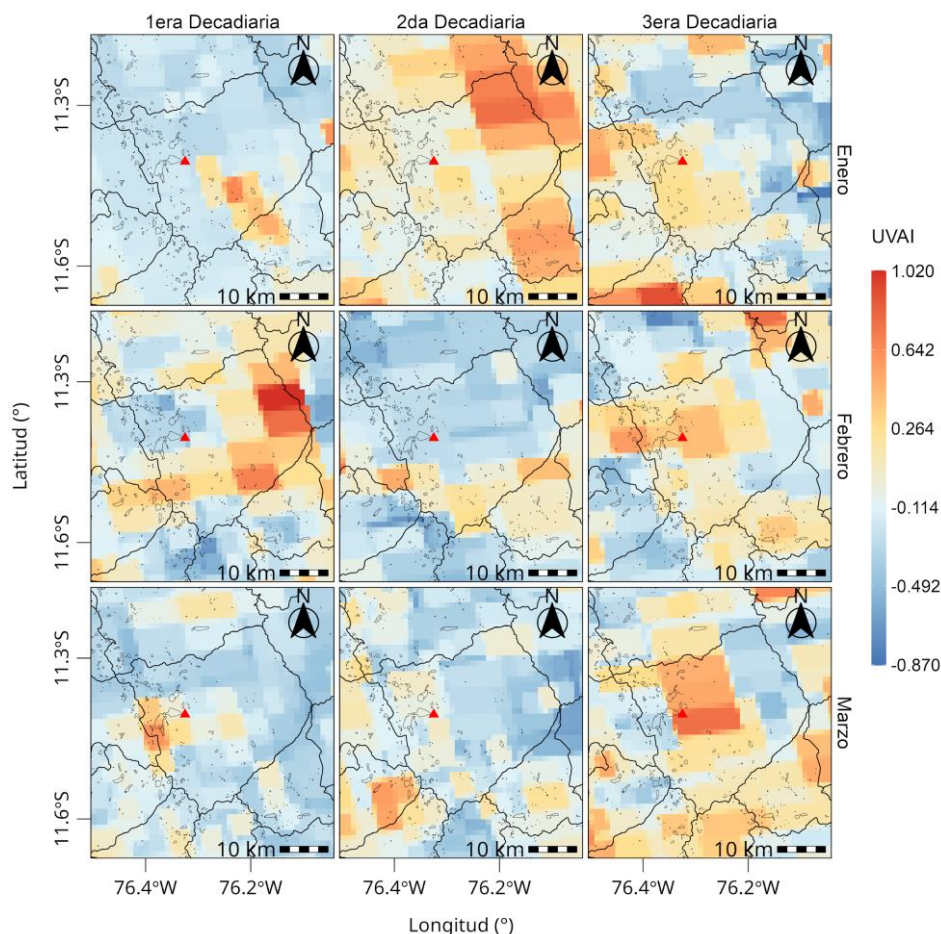 1era Decadiaria 2da Decadiaria 3era Decadiaria
N N N
11.3°S
11.6°S
Enero
10 km 10 km 10 km
N N N
11.3°S
11.6°S
Febrero
10 km 10 km 10 km
N N N
11.3°S
11.6°S
Marzo
10 km 10 km 10 km
76.4°W 76.2°W 76.4°W 76.2°W 76.4°W 76.2°W
Longitud (°)
Latitud (°)
UVAI
1.020
0.642
0.264
-0.114
-0.492
-0.870